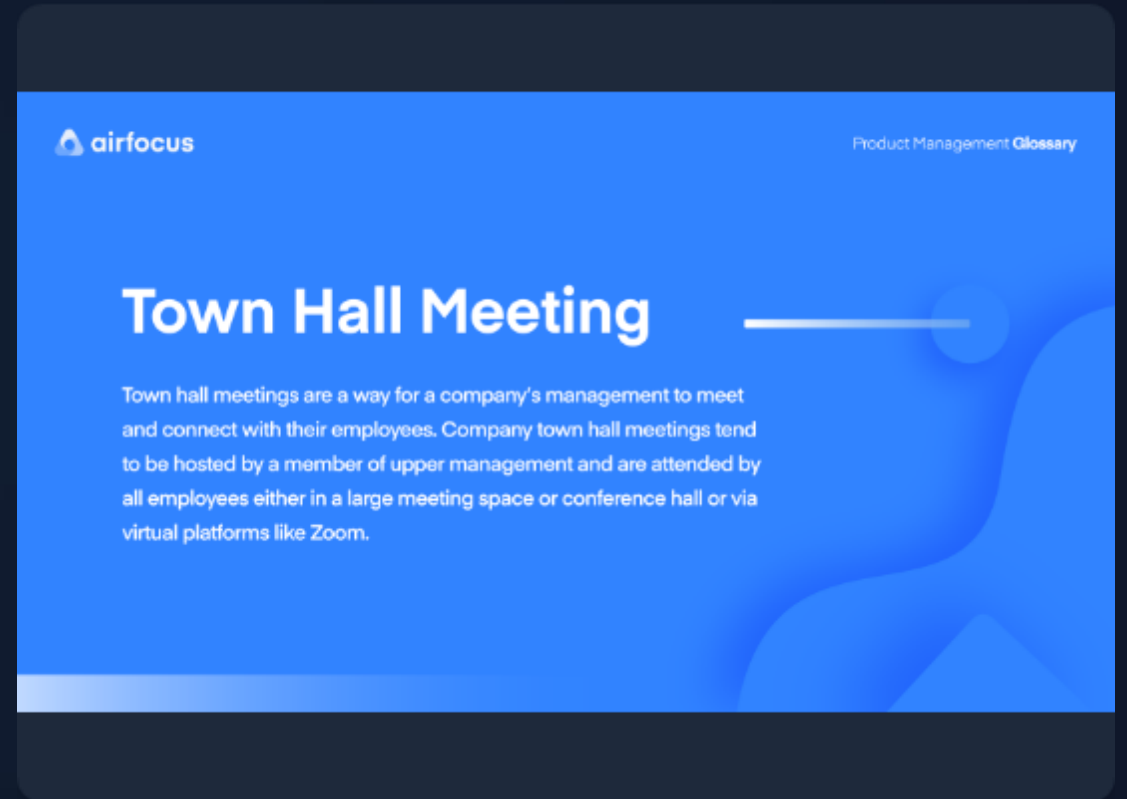 airfocus
Product Management Glossary
Town Hall Meeting
Town hall meetings are a way for a company's management to meet
and connect with their employees. Company town hall meetings tend
to be hosted by a member of upper management and are attended by
all employees either in a large meeting space or conference hall or via
virtual platforms like Zoom.